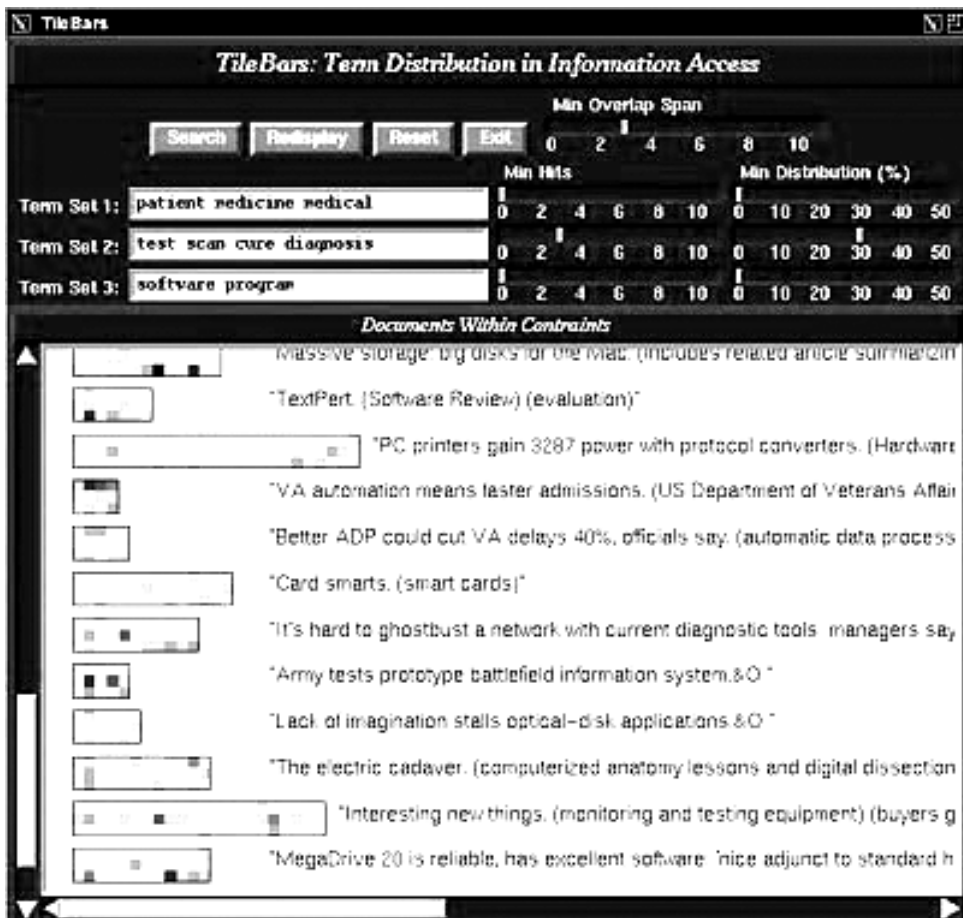 TileBars
TileBars: Term Distribution in Information Access
Min Overlap Span
Search Redisplay Reset Exit
0 2 4 6 8 10
Min Hits Min Distribution (%)
Term Set 1: patient medicine medical
0 2 4 6 8 10 0 10 20 30 40 50
Term Set 2: test scan cure diagnosis
0 2 4 6 8 10 0 10 20 30 40 50
Term Set 3: software program
0 2 4 6 8 10 0 10 20 30 40 50
Documents Within Contraints
"Massive storage: big disks for the Mac. (includes related article summarizin
"TextPert. (Software Review) (evaluation)"
"PC printers gain 3287 power with protocol converters. (Hardware
"VA automation means faster admissions. (US Department of Veterans Affair
"Better ADP could cut VA delays 40%, officials say. (automatic data process
"Card smarts. (smart cards)"
"It's hard to ghostbust a network with current diagnostic tools managers say
"Army tests prototype battlefield information system.&O "
"Lack of imagination stalls optical-disk applications.&O "
"The electric cadaver. (computerized anatomy lessons and digital dissection
"Interesting new things. (monitoring and testing equipment) (buyers g
"MegaDrive 20 is reliable, has excellent software 'nice adjunct to standard h